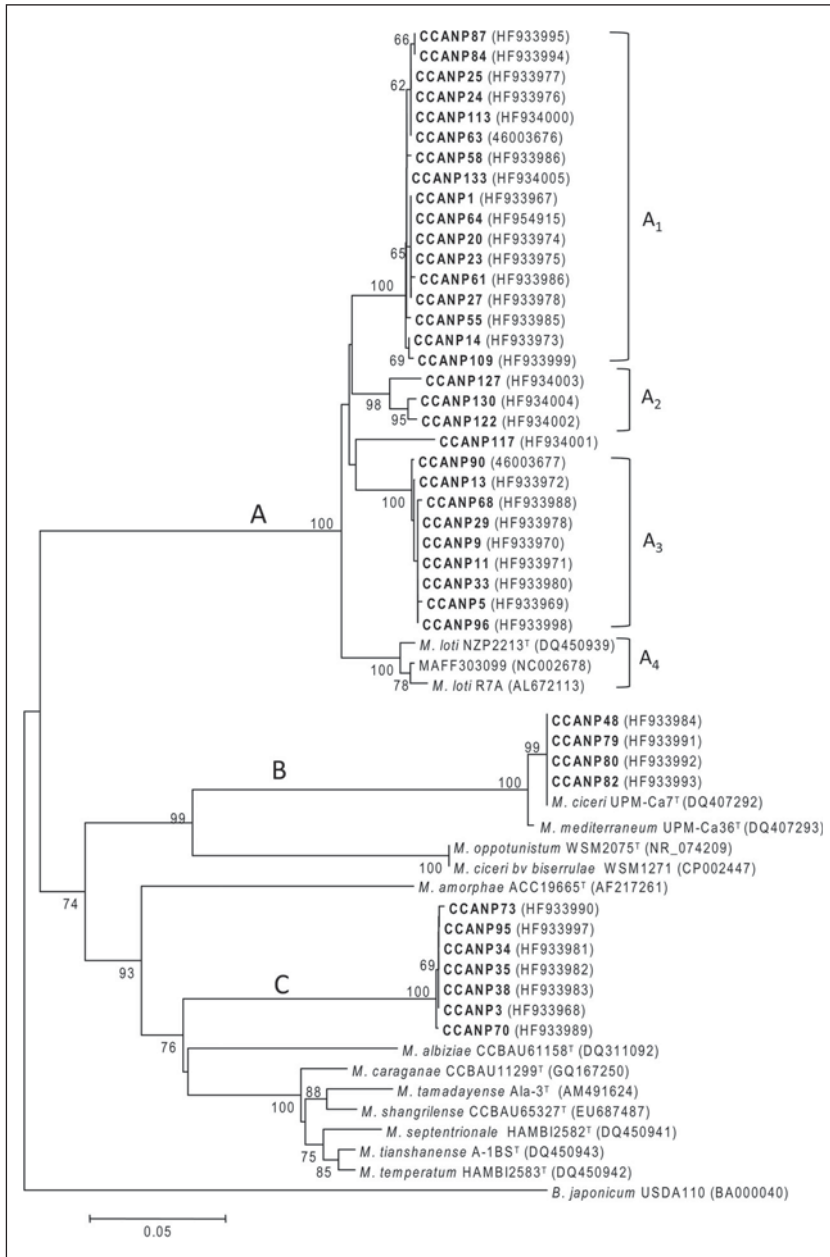 66
CCANP87 (HF933995)
CCANP84 (HF933994)
62
CCANP25 (HF933977)
CCANP24 (HF933976)
CCANP113 (HF934000)
CCANP63 (46003676)
CCANP58 (HF933986)
CCANP133 (HF934005)
CCANP1 (HF933967)
CCANP64 (HF954915)
A1
CCANP20 (HF933974)
65
CCANP23 (HF933975)
CCANP61 (HF933986)
100
CCANP27 (HF933978)
CCANP55 (HF933985)
CCANP14 (HF933973)
69
CCANP109 (HF933999)
CCANP127 (HF934003)
98
CCANP130 (HF934004)
A2
95
CCANP122 (HF934002)
CCANP117 (HF934001)
CCANP90 (46003677)
CCANP13 (HF933972)
100
CCANP68 (HF933988)
A
100
CCANP29 (HF933978)
CCANP9 (HF933970)
A3
CCANP11 (HF933971)
CCANP33 (HF933980)
CCANP5 (HF933969)
CCANP96 (HF933998)
M. loti NZP2213ᵀ (DQ450939)
100
MAFF303099 (NC002678)
A4
78
M. loti R7A (AL672113)
CCANP48 (HF933984)
99
CCANP79 (HF933991)
B
100
CCANP80 (HF933992)
CCANP82 (HF933993)
M. ciceri UPM-Ca7ᵀ (DQ407292)
99
M. mediterraneum UPM-Ca36ᵀ (DQ407293)
M. oppotunistum WSM2075ᵀ (NR_074209)
100
M. ciceri bv biserrulae WSM1271 (CP002447)
74
M. amorphae ACC19665ᵀ (AF217261)
CCANP73 (HF933990)
CCANP95 (HF933997)
93
CCANP34 (HF933981)
69
CCANP35 (HF933982)
C
100
CCANP38 (HF933983)
CCANP3 (HF933968)
CCANP70 (HF933989)
76
M. albiziae CCBAU61158ᵀ (DQ311092)
M. caraganae CCBAU11299ᵀ (GQ167250)
88
M. tamadayense Ala-3ᵀ (AM491624)
100
M. shangrilense CCBAU65327ᵀ (EU687487)
M. septentrionale HAMBI2582ᵀ (DQ450941)
75
M. tianshanense A-1BSᵀ (DQ450943)
85
M. temperatum HAMBI2583ᵀ (DQ450942)
B. japonicum USDA110 (BA000040)
0.05